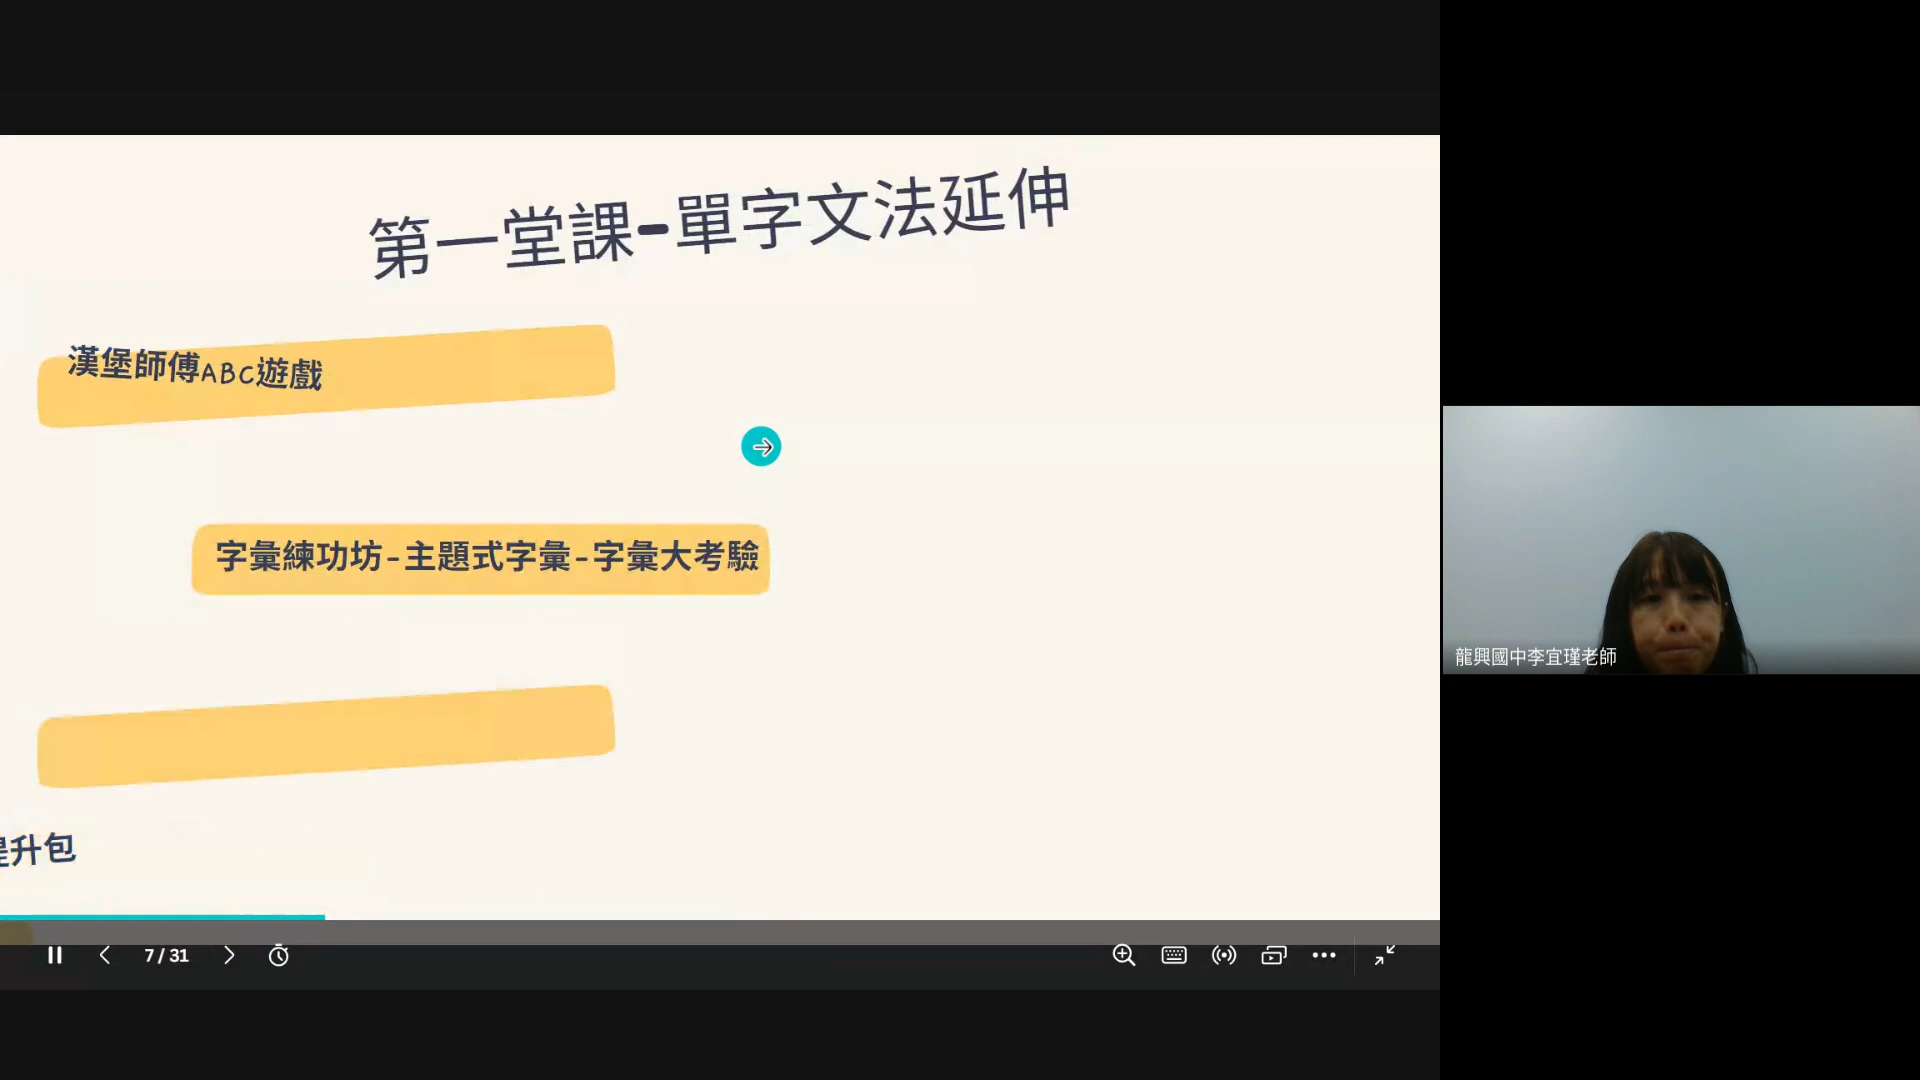 第一堂課-單字文法延伸
漢堡師傅ABC遊戲
字彙練功坊-主題式字彙-字彙大考驗
升包
7 / 31
龍興國中李宜瑾老師